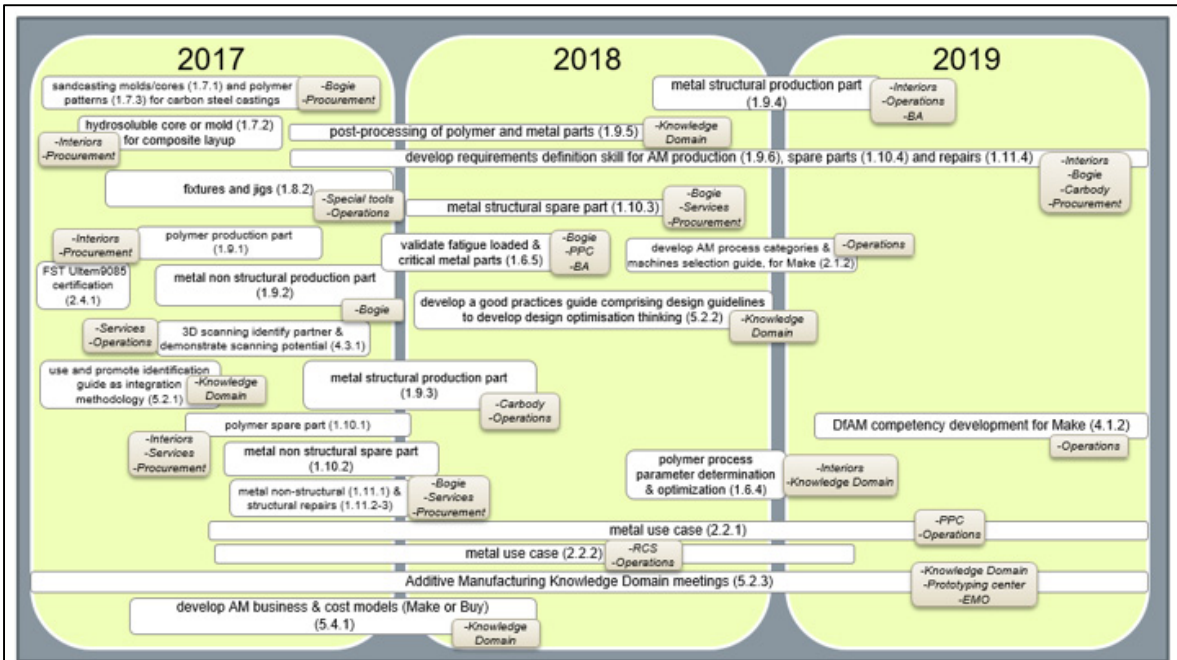 2017
2018
2019
sandcasting molds/cores (1.7.1) and polymer
patterns (1.7.3) for carbon steel castings
-Bogie
-Procurement
metal structural production part
(1.9.4)
-Interiors
-Operations
-BA
hydrosoluble core or mold (1.7.2)
for composite layup
-Interiors
-Procurement
post-processing of polymer and metal parts (1.9.5)
-Knowledge
Domain
develop requirements definition skill for AM production (1.9.6), spare parts (1.10.4) and repairs (1.11.4)
-Interiors
-Bogie
-Carbody
-Procurement
fixtures and jigs (1.8.2)
-Special tools
-Operations
metal structural spare part (1.10.3)
-Bogie
-Services
-Procurement
-Interiors
-Procurement
polymer production part
(1.9.1)
validate fatigue loaded &
critical metal parts (1.6.5)
-Bogie
-PPC
-BA
develop AM process categories &
machines selection guide, for Make (2.1.2)
-Operations
FST Ultem9085
certification
(2.4.1)
metal non structural production part
(1.9.2)
-Bogie
develop a good practices guide comprising design guidelines
to develop design optimisation thinking (5.2.2)
-Knowledge
Domain
-Services
-Operations
3D scanning identify partner &
demonstrate scanning potential (4.3.1)
use and promote identification
guide as integration
methodology (5.2.1)
-Knowledge
Domain
metal structural production part
(1.9.3)
-Carbody
-Operations
polymer spare part (1.10.1)
-Interiors
-Services
-Procurement
DfAM competency development for Make (4.1.2)
-Operations
metal non structural spare part
(1.10.2)
polymer process
parameter determination
& optimization (1.6.4)
-Interiors
-Knowledge Domain
metal non-structural (1.11.1) &
structural repairs (1.11.2-3)
-Bogie
-Services
-Procurement
metal use case (2.2.1)
-PPC
-Operations
metal use case (2.2.2)
-RCS
-Operations
Additive Manufacturing Knowledge Domain meetings (5.2.3)
-Knowledge Domain
-Prototyping center
-EMO
develop AM business & cost models (Make or Buy)
(5.4.1)
-Knowledge
Domain